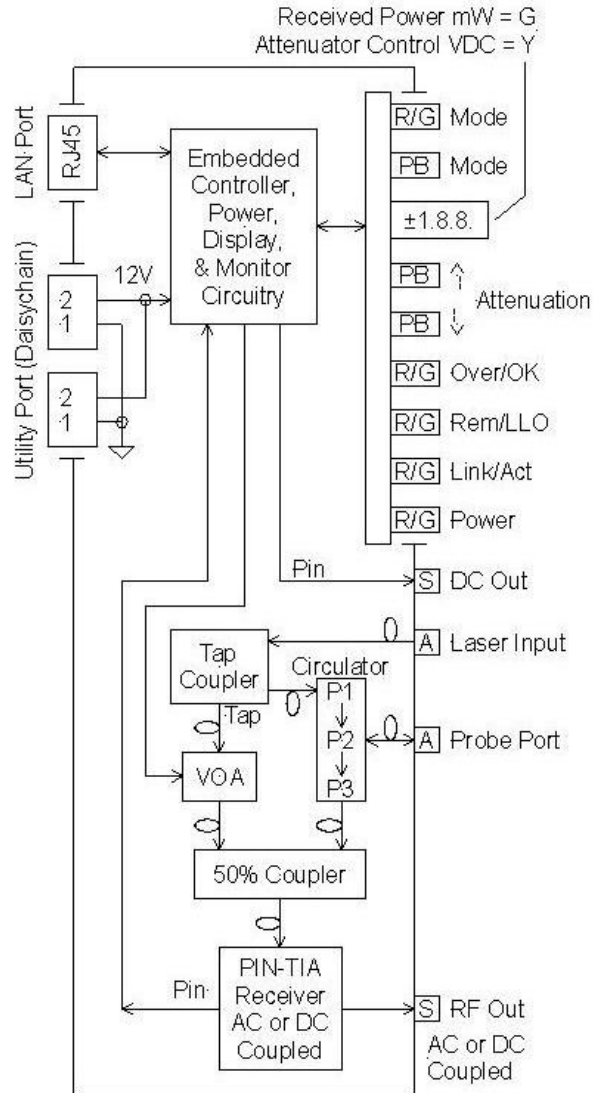 Received Power mW = G
Attenuator Control VDC = Y
LAN Port
RJ45
Embedded
Controller,
Power,
Display,
& Monitor
Circuitry
R/G Mode
PB Mode
±1.8.8.
PB
PB
Attenuation
R/G Over/OK
R/G Rem/LLO
R/G Link/Act
R/G Power
Utility Port (Daisychain)
2
1
12V
2
1
Pin
S DC Out
A Laser Input
Tap
Coupler
Tap
Circulator
P1
P2
P3
A Probe Port
VOA
50% Coupler
PIN-TIA
Receiver
AC or DC
Coupled
Pin
S RF Out
AC or DC
Coupled